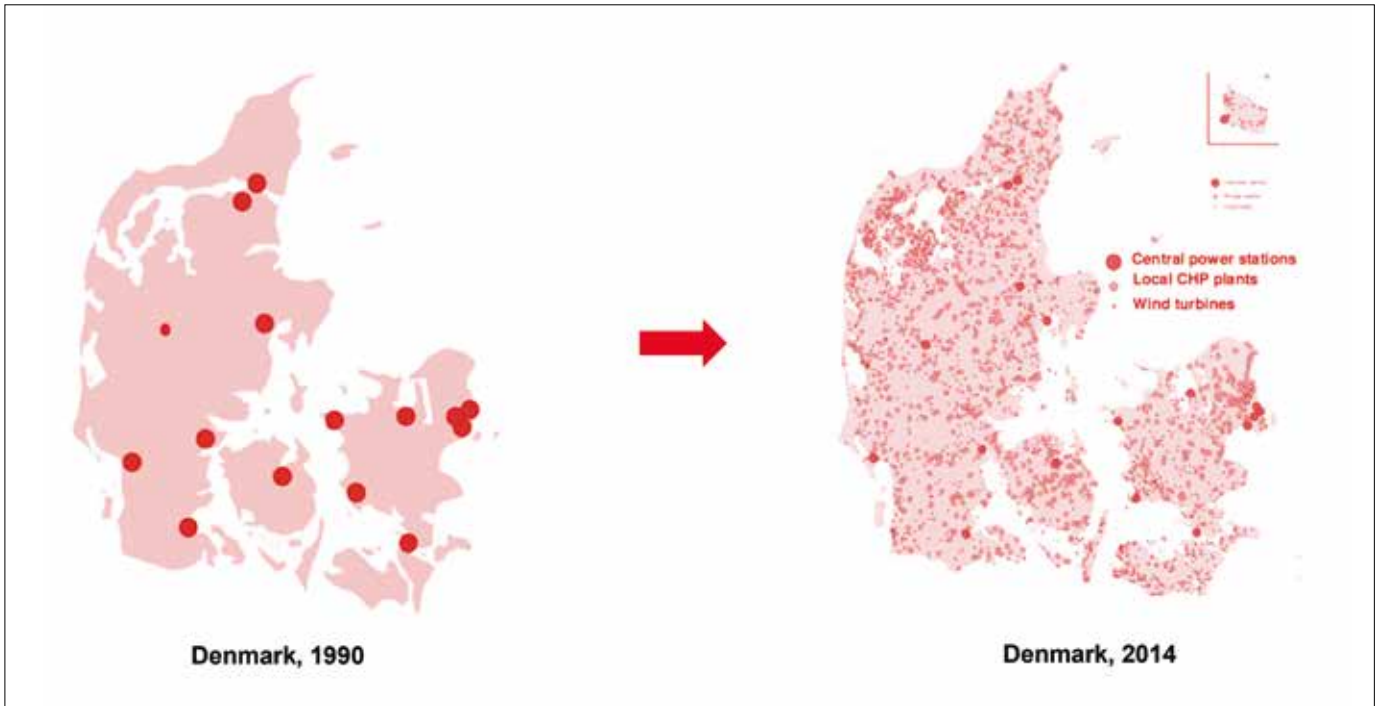 Central power stations
Local CHP plants
Wind turbines
Denmark, 1990
Denmark, 2014